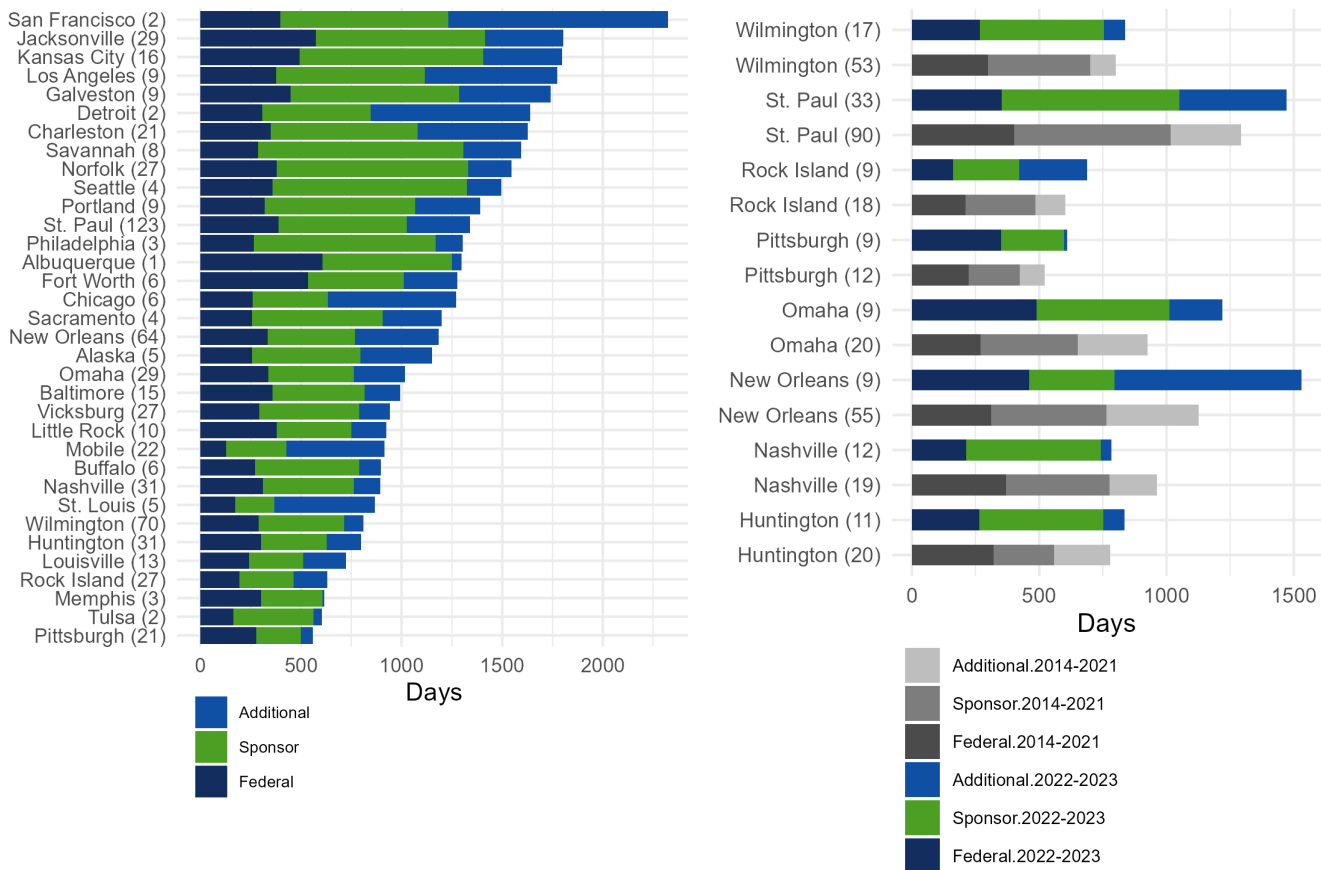 San Francisco (2)
Jacksonville (29)
Kansas City (16)
Los Angeles (9)
Galveston (9)
Detroit (2)
Charleston (21)
Savannah (8)
Norfolk (27)
Seattle (4)
Portland (9)
St. Paul (123)
Philadelphia (3)
Albuquerque (1)
Fort Worth (6)
Chicago (6)
Sacramento (4)
New Orleans (64)
Alaska (5)
Omaha (29)
Baltimore (15)
Vicksburg (27)
Little Rock (10)
Mobile (22)
Buffalo (6)
Nashville (31)
St. Louis (5)
Wilmington (70)
Huntington (31)
Louisville (13)
Rock Island (27)
Memphis (3)
Tulsa (2)
Pittsburgh (21)
0 500 1000 1500 2000
Days
Additional
Sponsor
Federal
Wilmington (17)
Wilmington (53)
St. Paul (33)
St. Paul (90)
Rock Island (9)
Rock Island (18)
Pittsburgh (9)
Pittsburgh (12)
Omaha (9)
Omaha (20)
New Orleans (9)
New Orleans (55)
Nashville (12)
Nashville (19)
Huntington (11)
Huntington (20)
0 500 1000 1500
Days
Additional.2014-2021
Sponsor.2014-2021
Federal.2014-2021
Additional.2022-2023
Sponsor.2022-2023
Federal.2022-2023